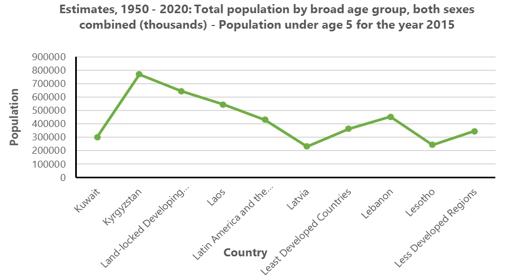 Estimates, 1950 - 2020: Total population by broad age group, both sexes
combined (thousands) - Population under age 5 for the year 2015
900000
800000
700000
600000
500000
400000
300000
200000
100000
0
Population
Kuwait
Kyrgyzstan
Land-locked Developing...
Laos
Latin America and the...
Latvia
Least Developed Countries
Lebanon
Lesotho
Less Developed Regions
Country